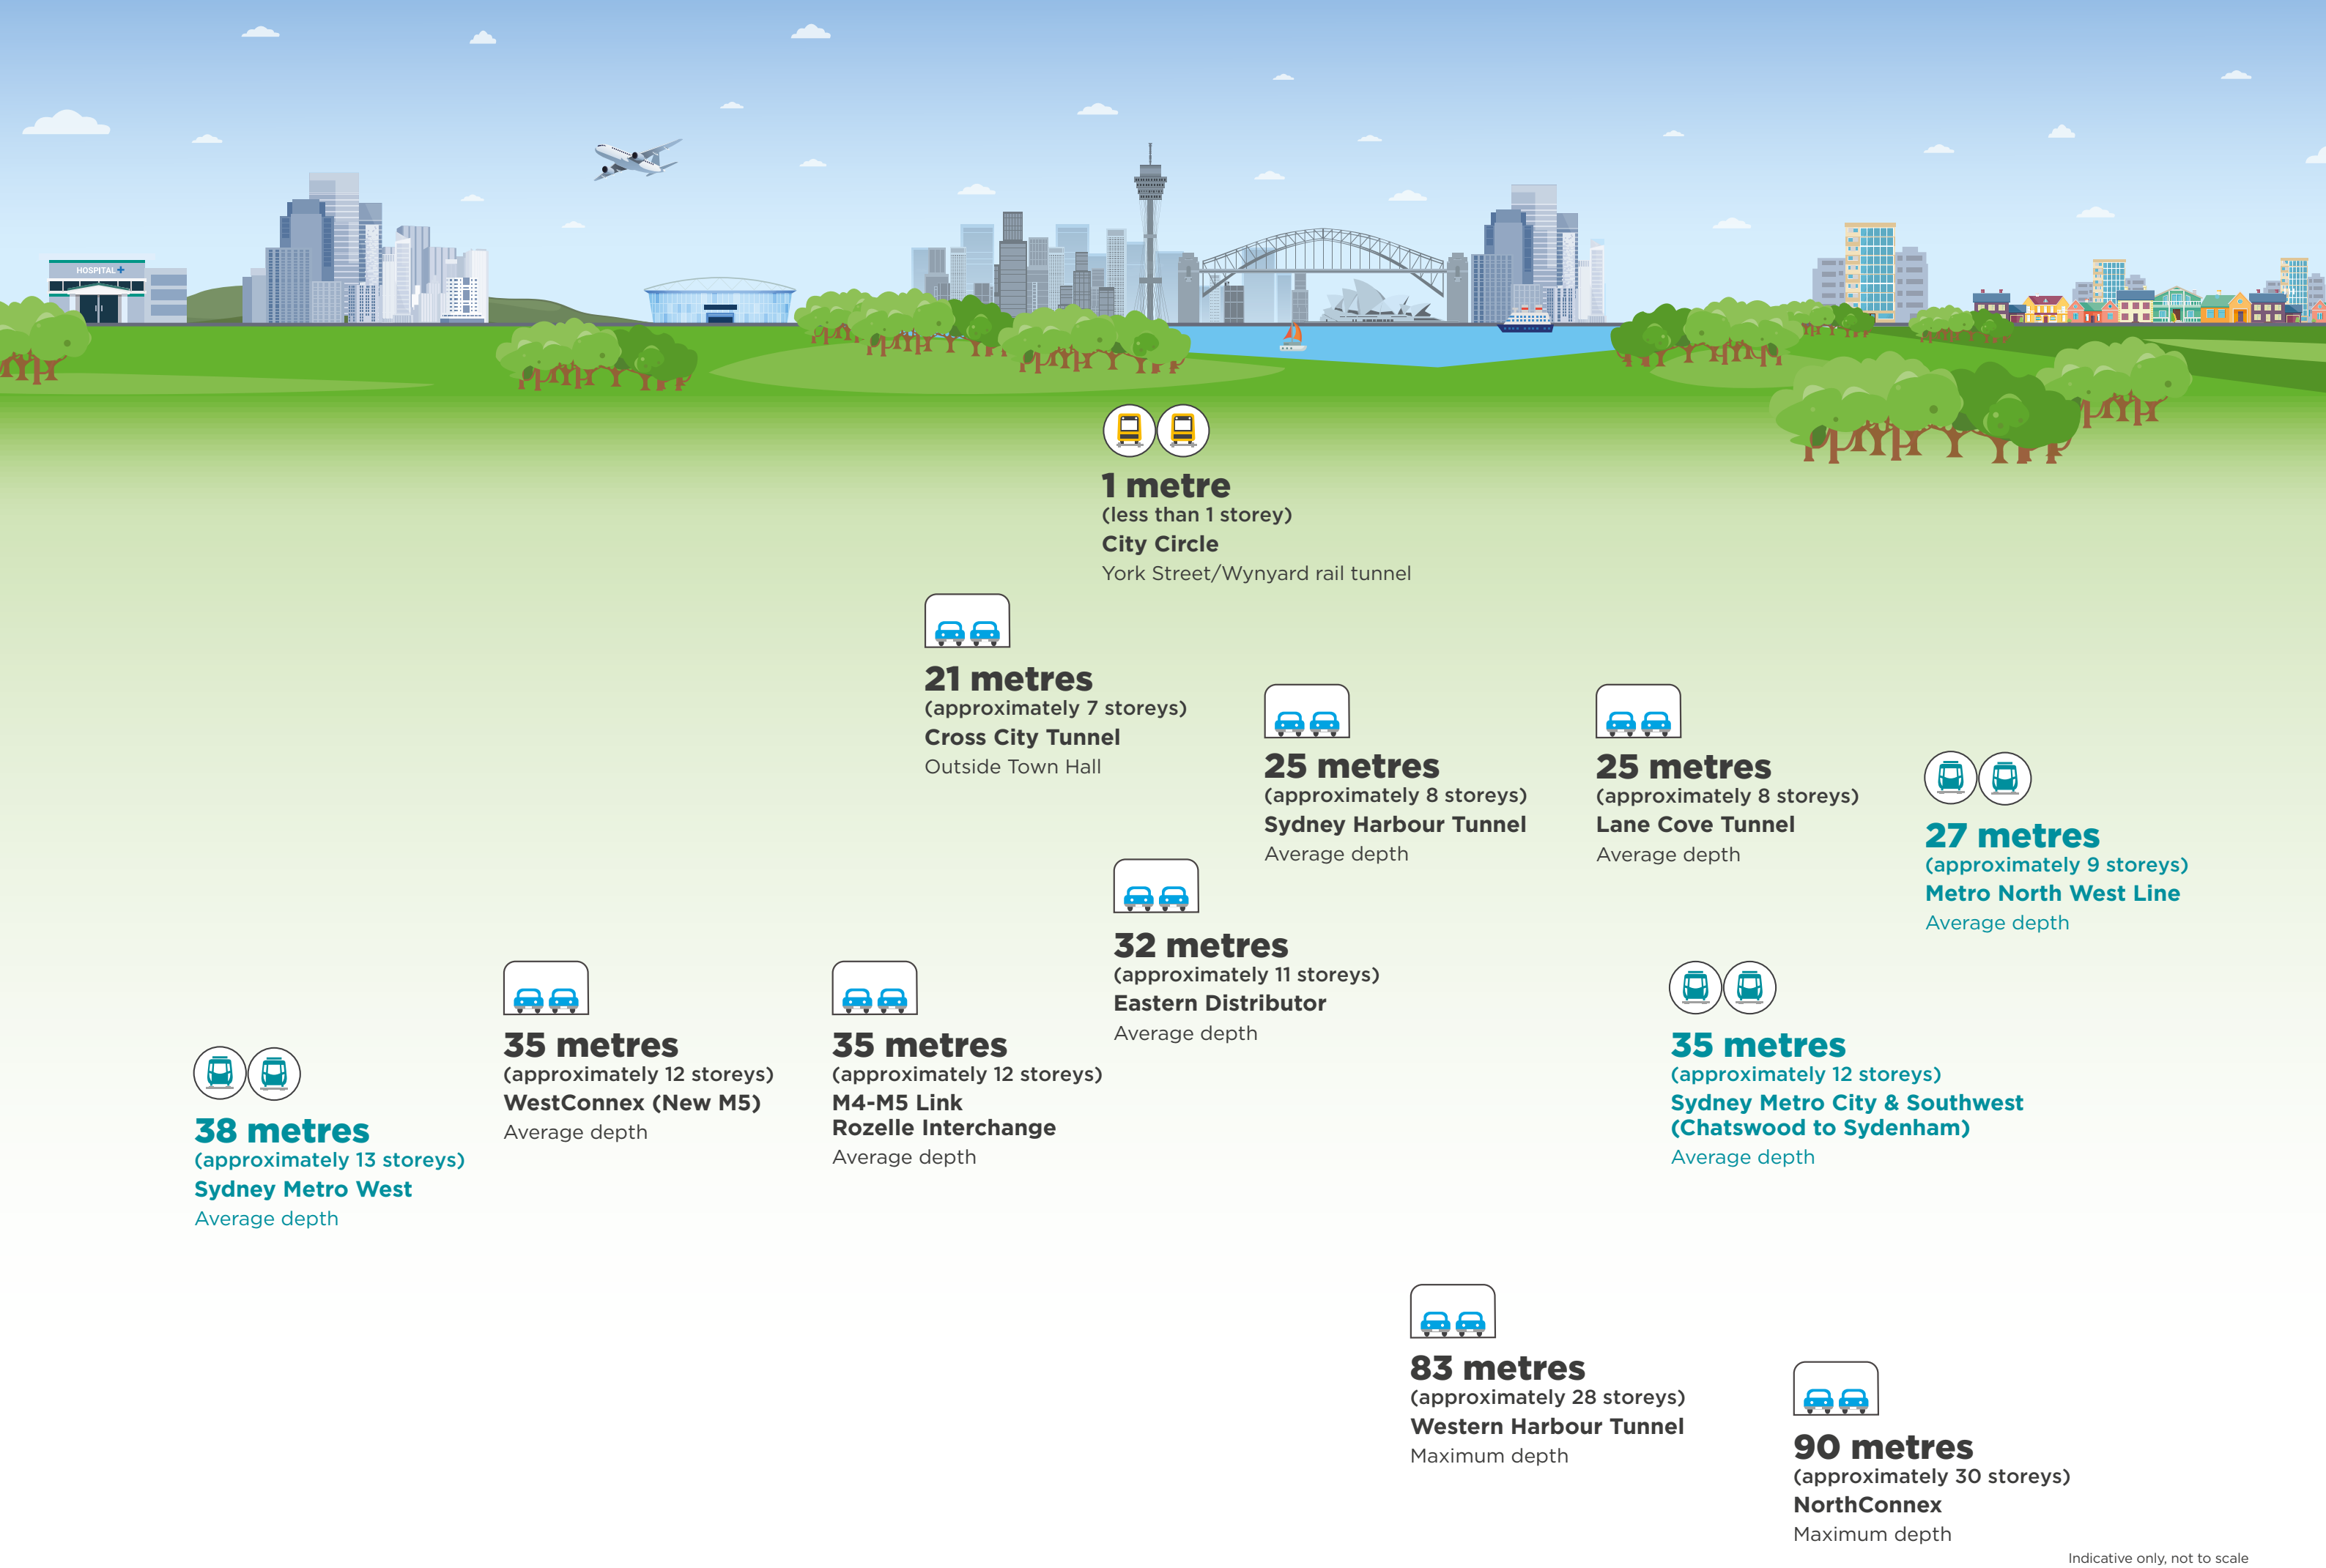 HOSPITAL
1 metre
(less than 1 storey)
City Circle
York Street/Wynyard rail tunnel
21 metres
(approximately 7 storeys)
Cross City Tunnel
Outside Town Hall
25 metres
(approximately 8 storeys)
Sydney Harbour Tunnel
Average depth
25 metres
(approximately 8 storeys)
Lane Cove Tunnel
Average depth
27 metres
(approximately 9 storeys)
Metro North West Line
Average depth
32 metres
(approximately 11 storeys)
Eastern Distributor
Average depth
38 metres
(approximately 13 storeys)
Sydney Metro West
Average depth
35 metres
(approximately 12 storeys)
WestConnex (New M5)
Average depth
35 metres
(approximately 12 storeys)
M4-M5 Link
Rozelle Interchange
Average depth
35 metres
(approximately 12 storeys)
Sydney Metro City & Southwest
(Chatswood to Sydenham)
Average depth
83 metres
(approximately 28 storeys)
Western Harbour Tunnel
Maximum depth
90 metres
(approximately 30 storeys)
NorthConnex
Maximum depth
Indicative only, not to scale